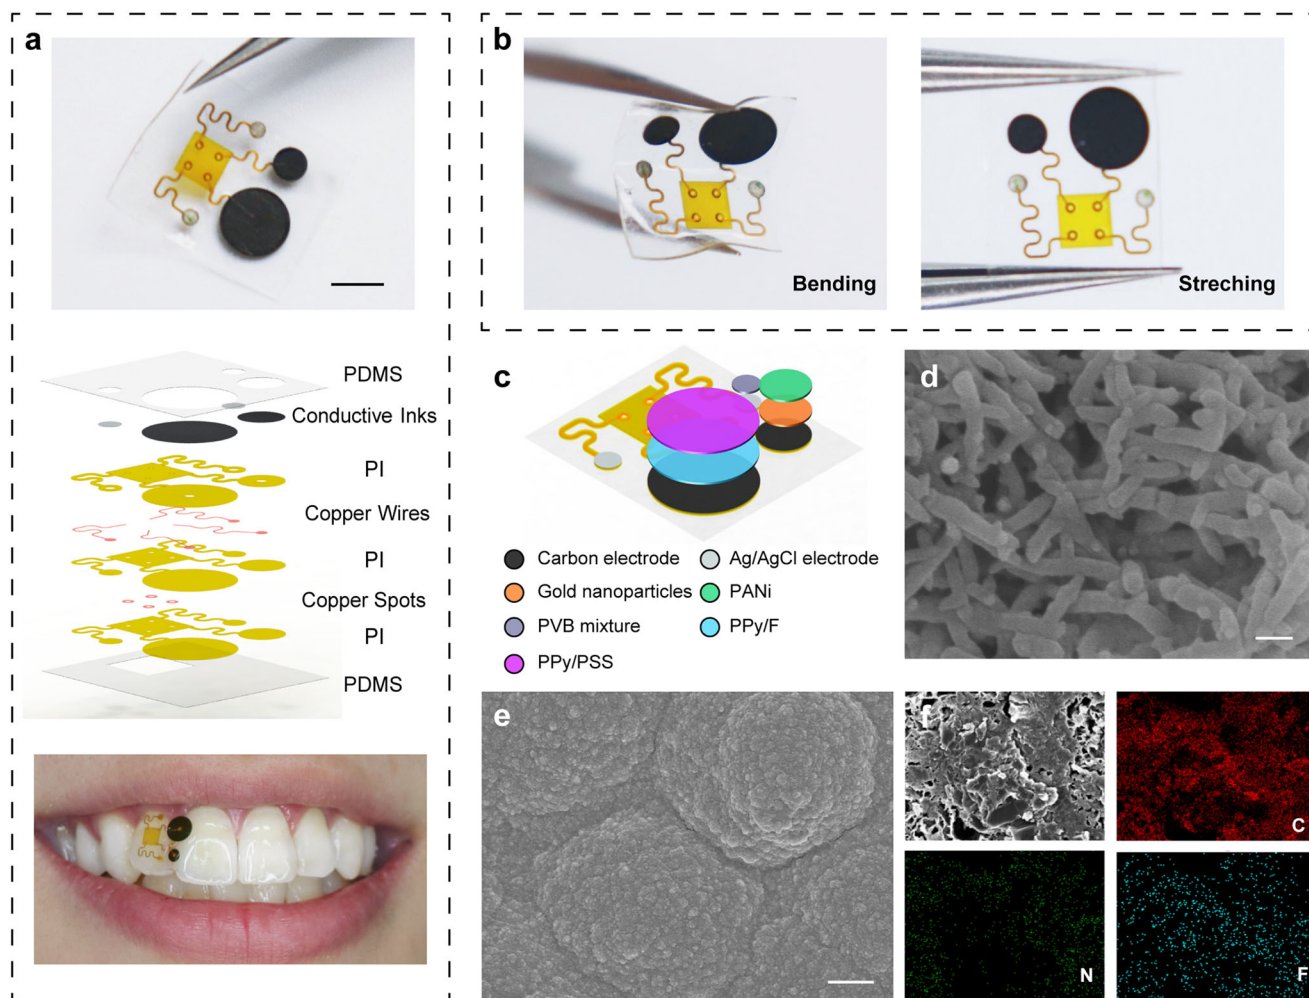 a
PDMS
Conductive Inks
PI
Copper Wires
PI
Copper Spots
PI
PDMS
b
Bending
Streching
c
Carbon electrode
Ag/AgCl electrode
Gold nanoparticles
PANi
PVB mixture
PPy/F
PPy/PSS
d
e
f
C
N
F